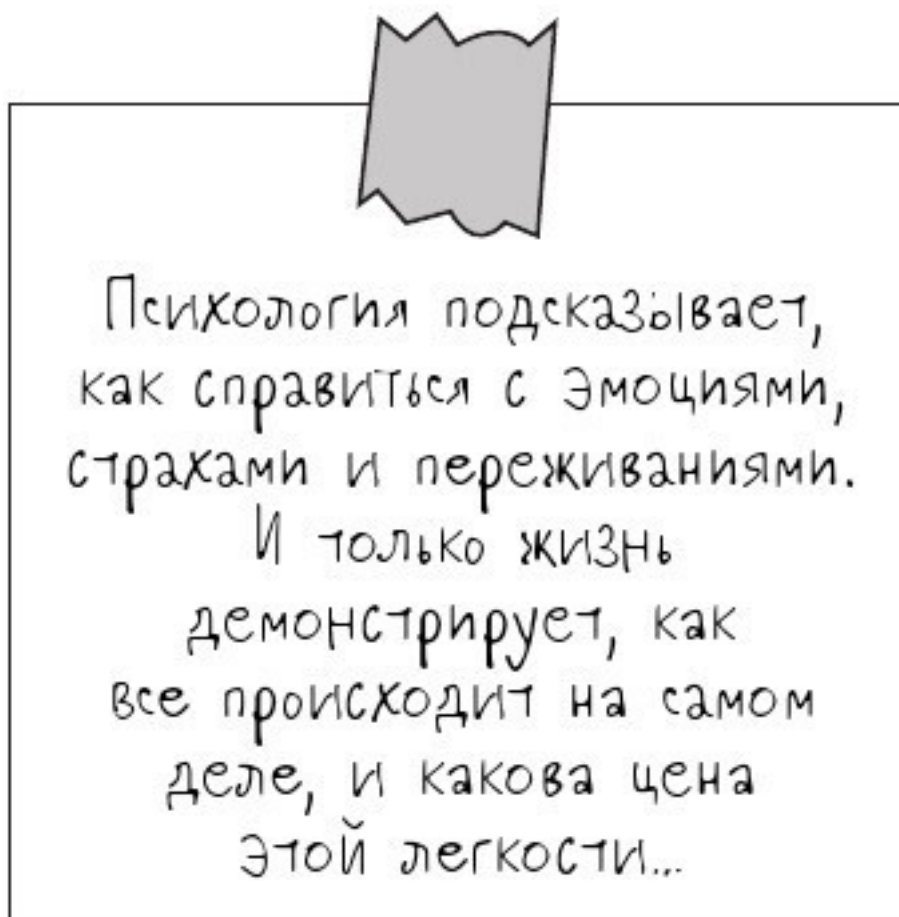 Психология подсказывает,
как справиться с эмоциями,
страхами и переживаниями.
И только жизнь
демонстрирует, как
все происходит на самом
деле, и какова цена
этой легкости...